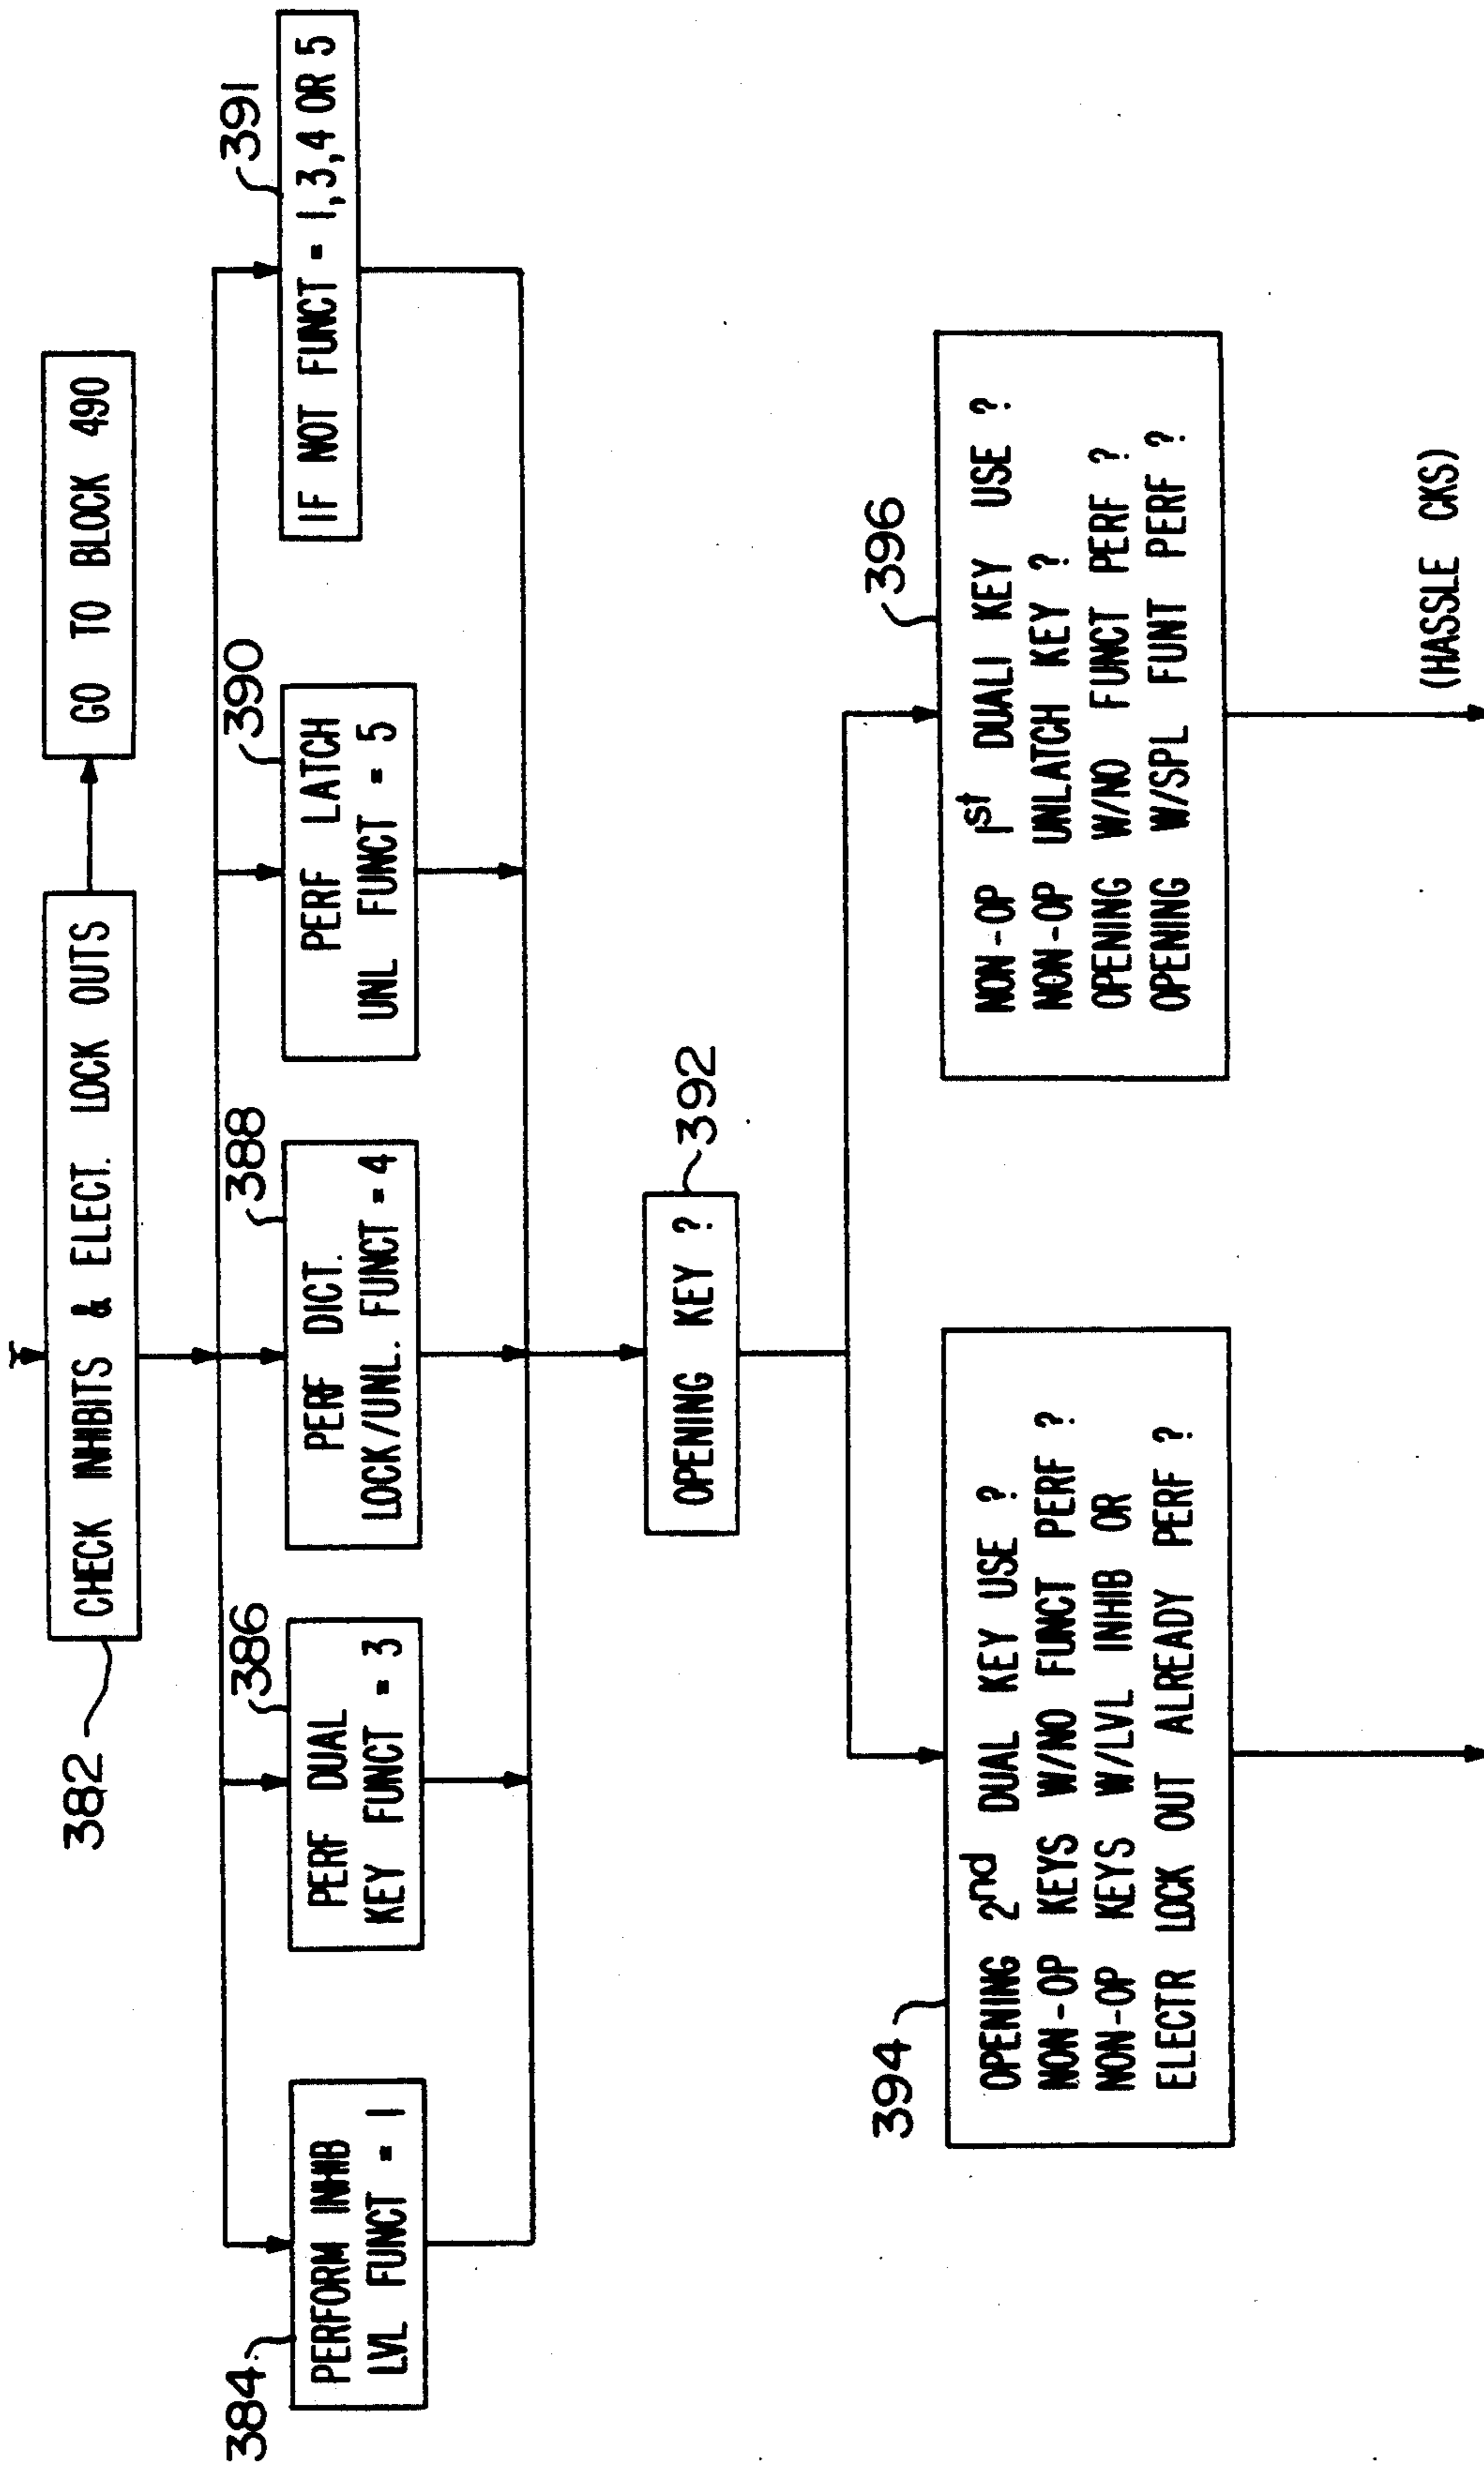 382
CHECK INHIBITS & ELECT. LOCK OUTS
GO TO BLOCK 490
384
PERFORM INHIB
LVL FUNCT = 1
386
PERF DUAL
KEY FUNCT = 3
388
PERF DICT.
LOCK/UNL. FUNCT = 4
390
PERF LATCH
UNL FUNCT = 5
391
IF NOT FUNCT = 1,3,4 OR 5
OPENING KEY ?
392
394
OPENING 2nd DUAL KEY USE ?
NON-OP KEYS W/NO FUNCT PERF ?
NON-OP KEYS W/LVL INHIB OR
ELECTR LOCK OUT ALREADY PERF ?
396
NON-OP 1st DUALI KEY USE ?
NON-OP UNLATCH KEY ?
OPENING W/NO FUNCT PERF ?
OPENING W/SPL FUNT PERF ?
(HASSLE CKS)